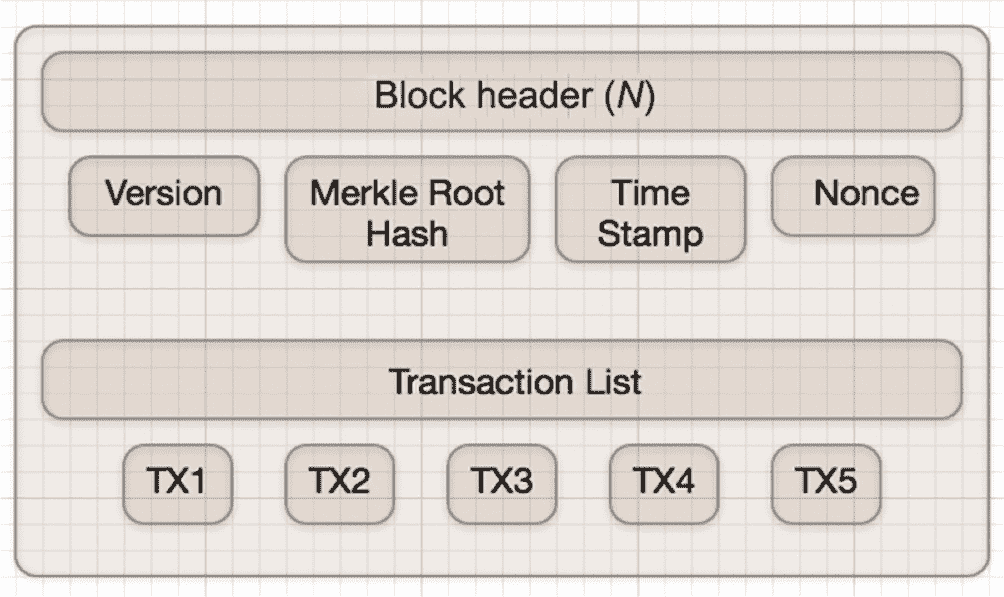 Block header (N)
Version
Merkle Root
Hash
Time
Stamp
Nonce
Transaction List
TX1
TX2
TX3
TX4
TX5